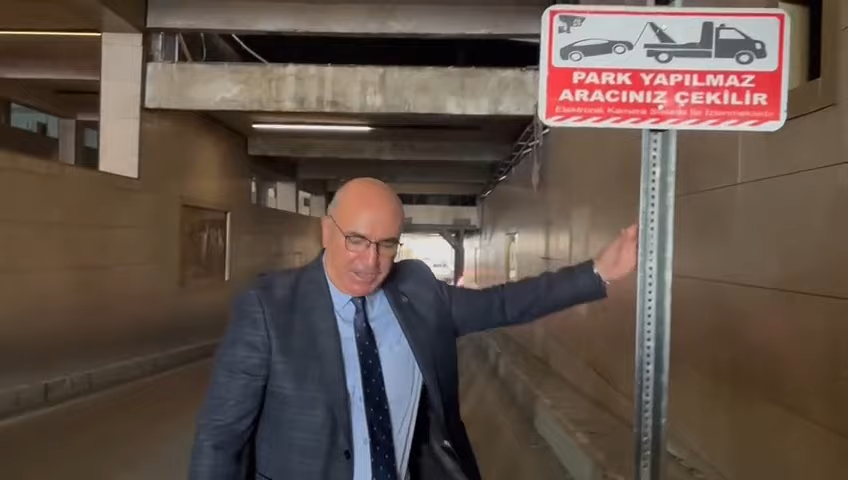 PARK YAPILMAZ
ARACINIZ ÇEKİLİR
Elektronik Kamera Sistemi İle İzlenmektedir